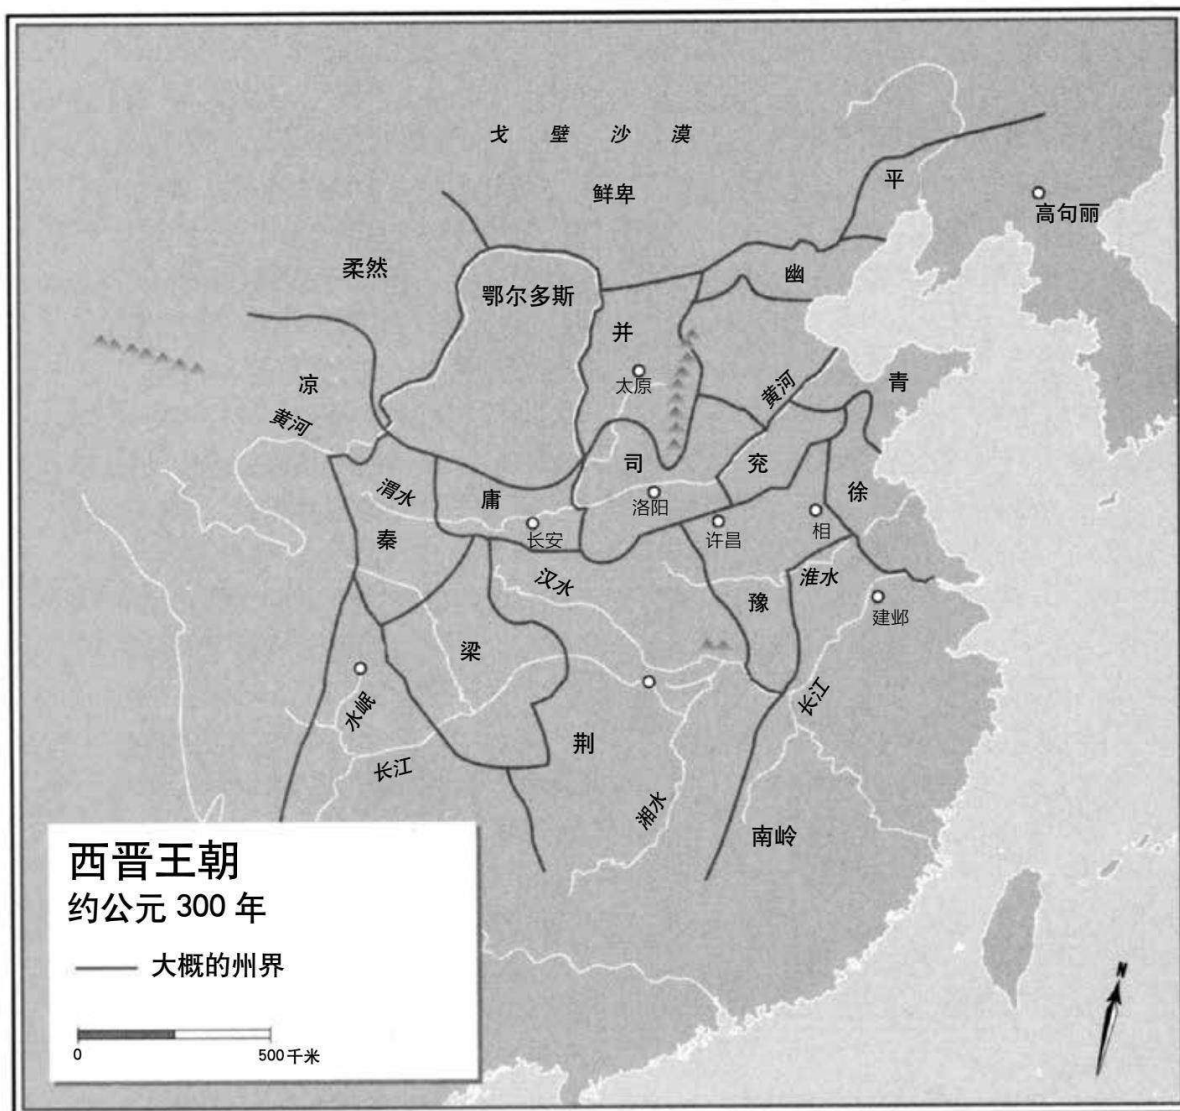 戈壁沙漠
鲜卑
平
高句丽
柔然
鄂尔多斯
幽
并
太原
凉
黄河
黄河
青
司
兖
徐
渭水
庸
洛阳
相
秦
长安
许昌
汉水
淮水
豫
建邺
梁
水岷
长江
荆
长江
湘水
南岭
西晋王朝
约公元 300 年
大概的州界
0 500千米
N